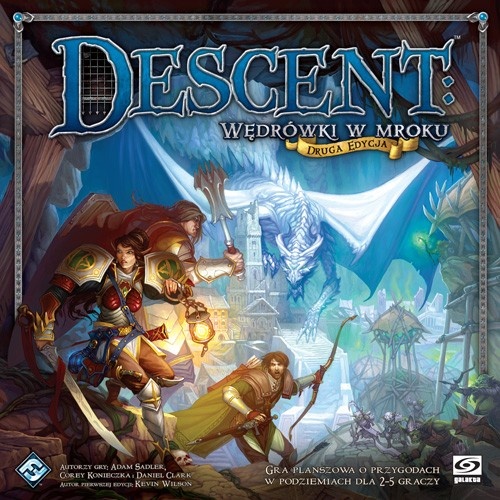 DESCENT:
WĘDRÓWKI W MROKU
DRUGA EDYCJA
AUTORZY GRY: ADAM SADLER,
COREY KONIECZKA I DANIEL CLARK
AUTOR PIERWSZEJ EDYCJI: KEVIN WILSON
GRA PLANSZOWA O PRZYGODACH
W PODZIEMIACH DLA 2-5 GRACZY
GALAKTA